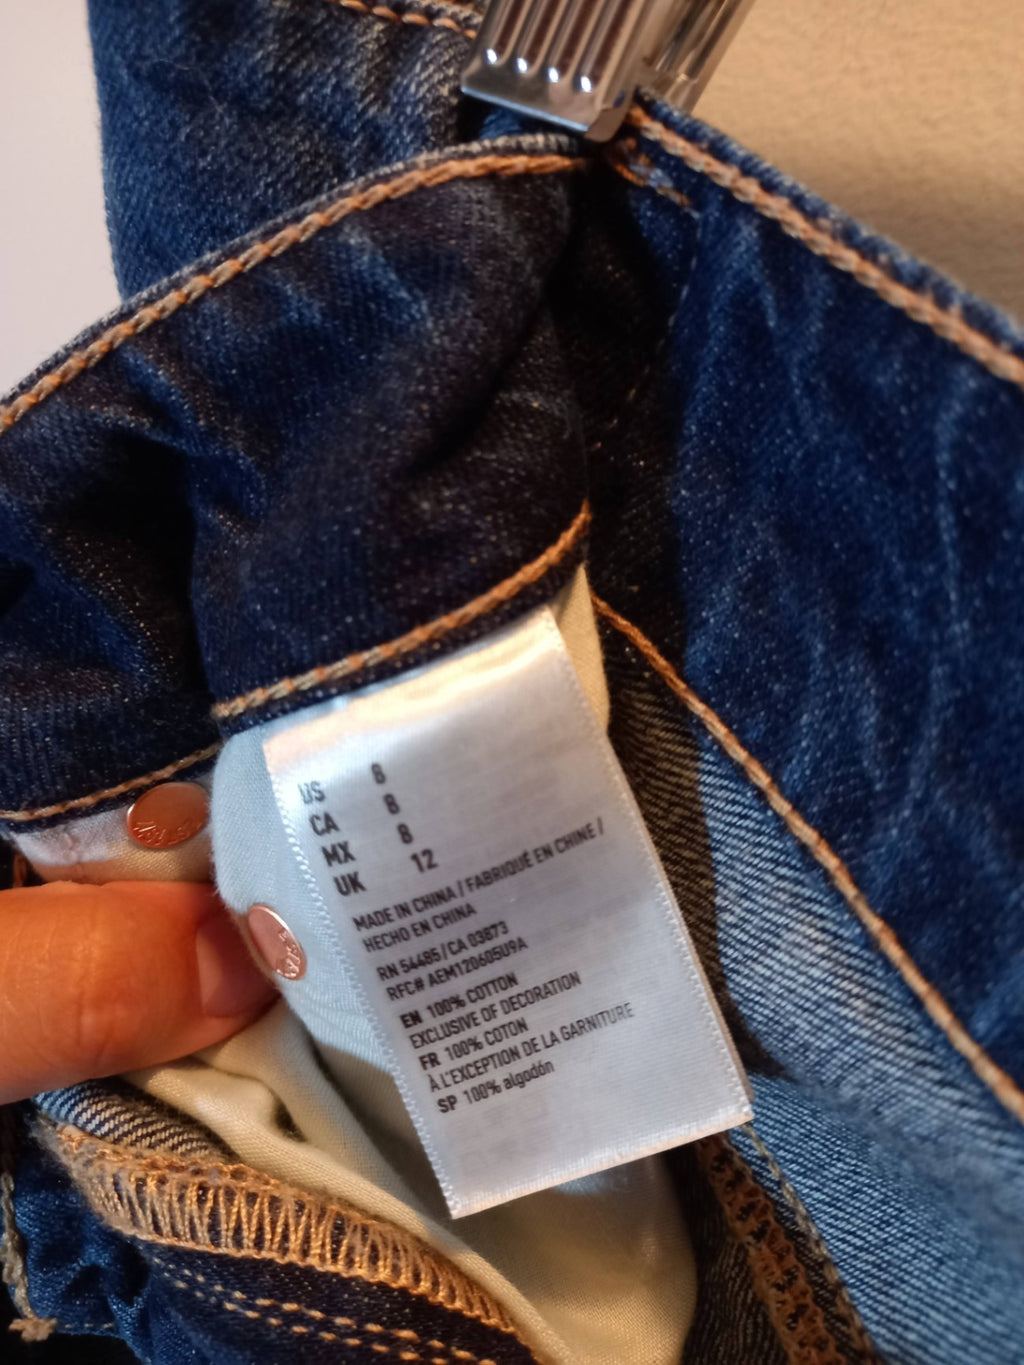 US 8
CA 8
MX 8
UK 12
MADE IN CHINA / FABRIQUÉ EN CHINE /
HECHO EN CHINA
RN 54485/CA 03873
RFC# AEM120605U9A
EN 100% COTTON
EXCLUSIVE OF DECORATION
FR 100% COTON
À L'EXCEPTION DE LA GARNITURE
SP 100% algodón